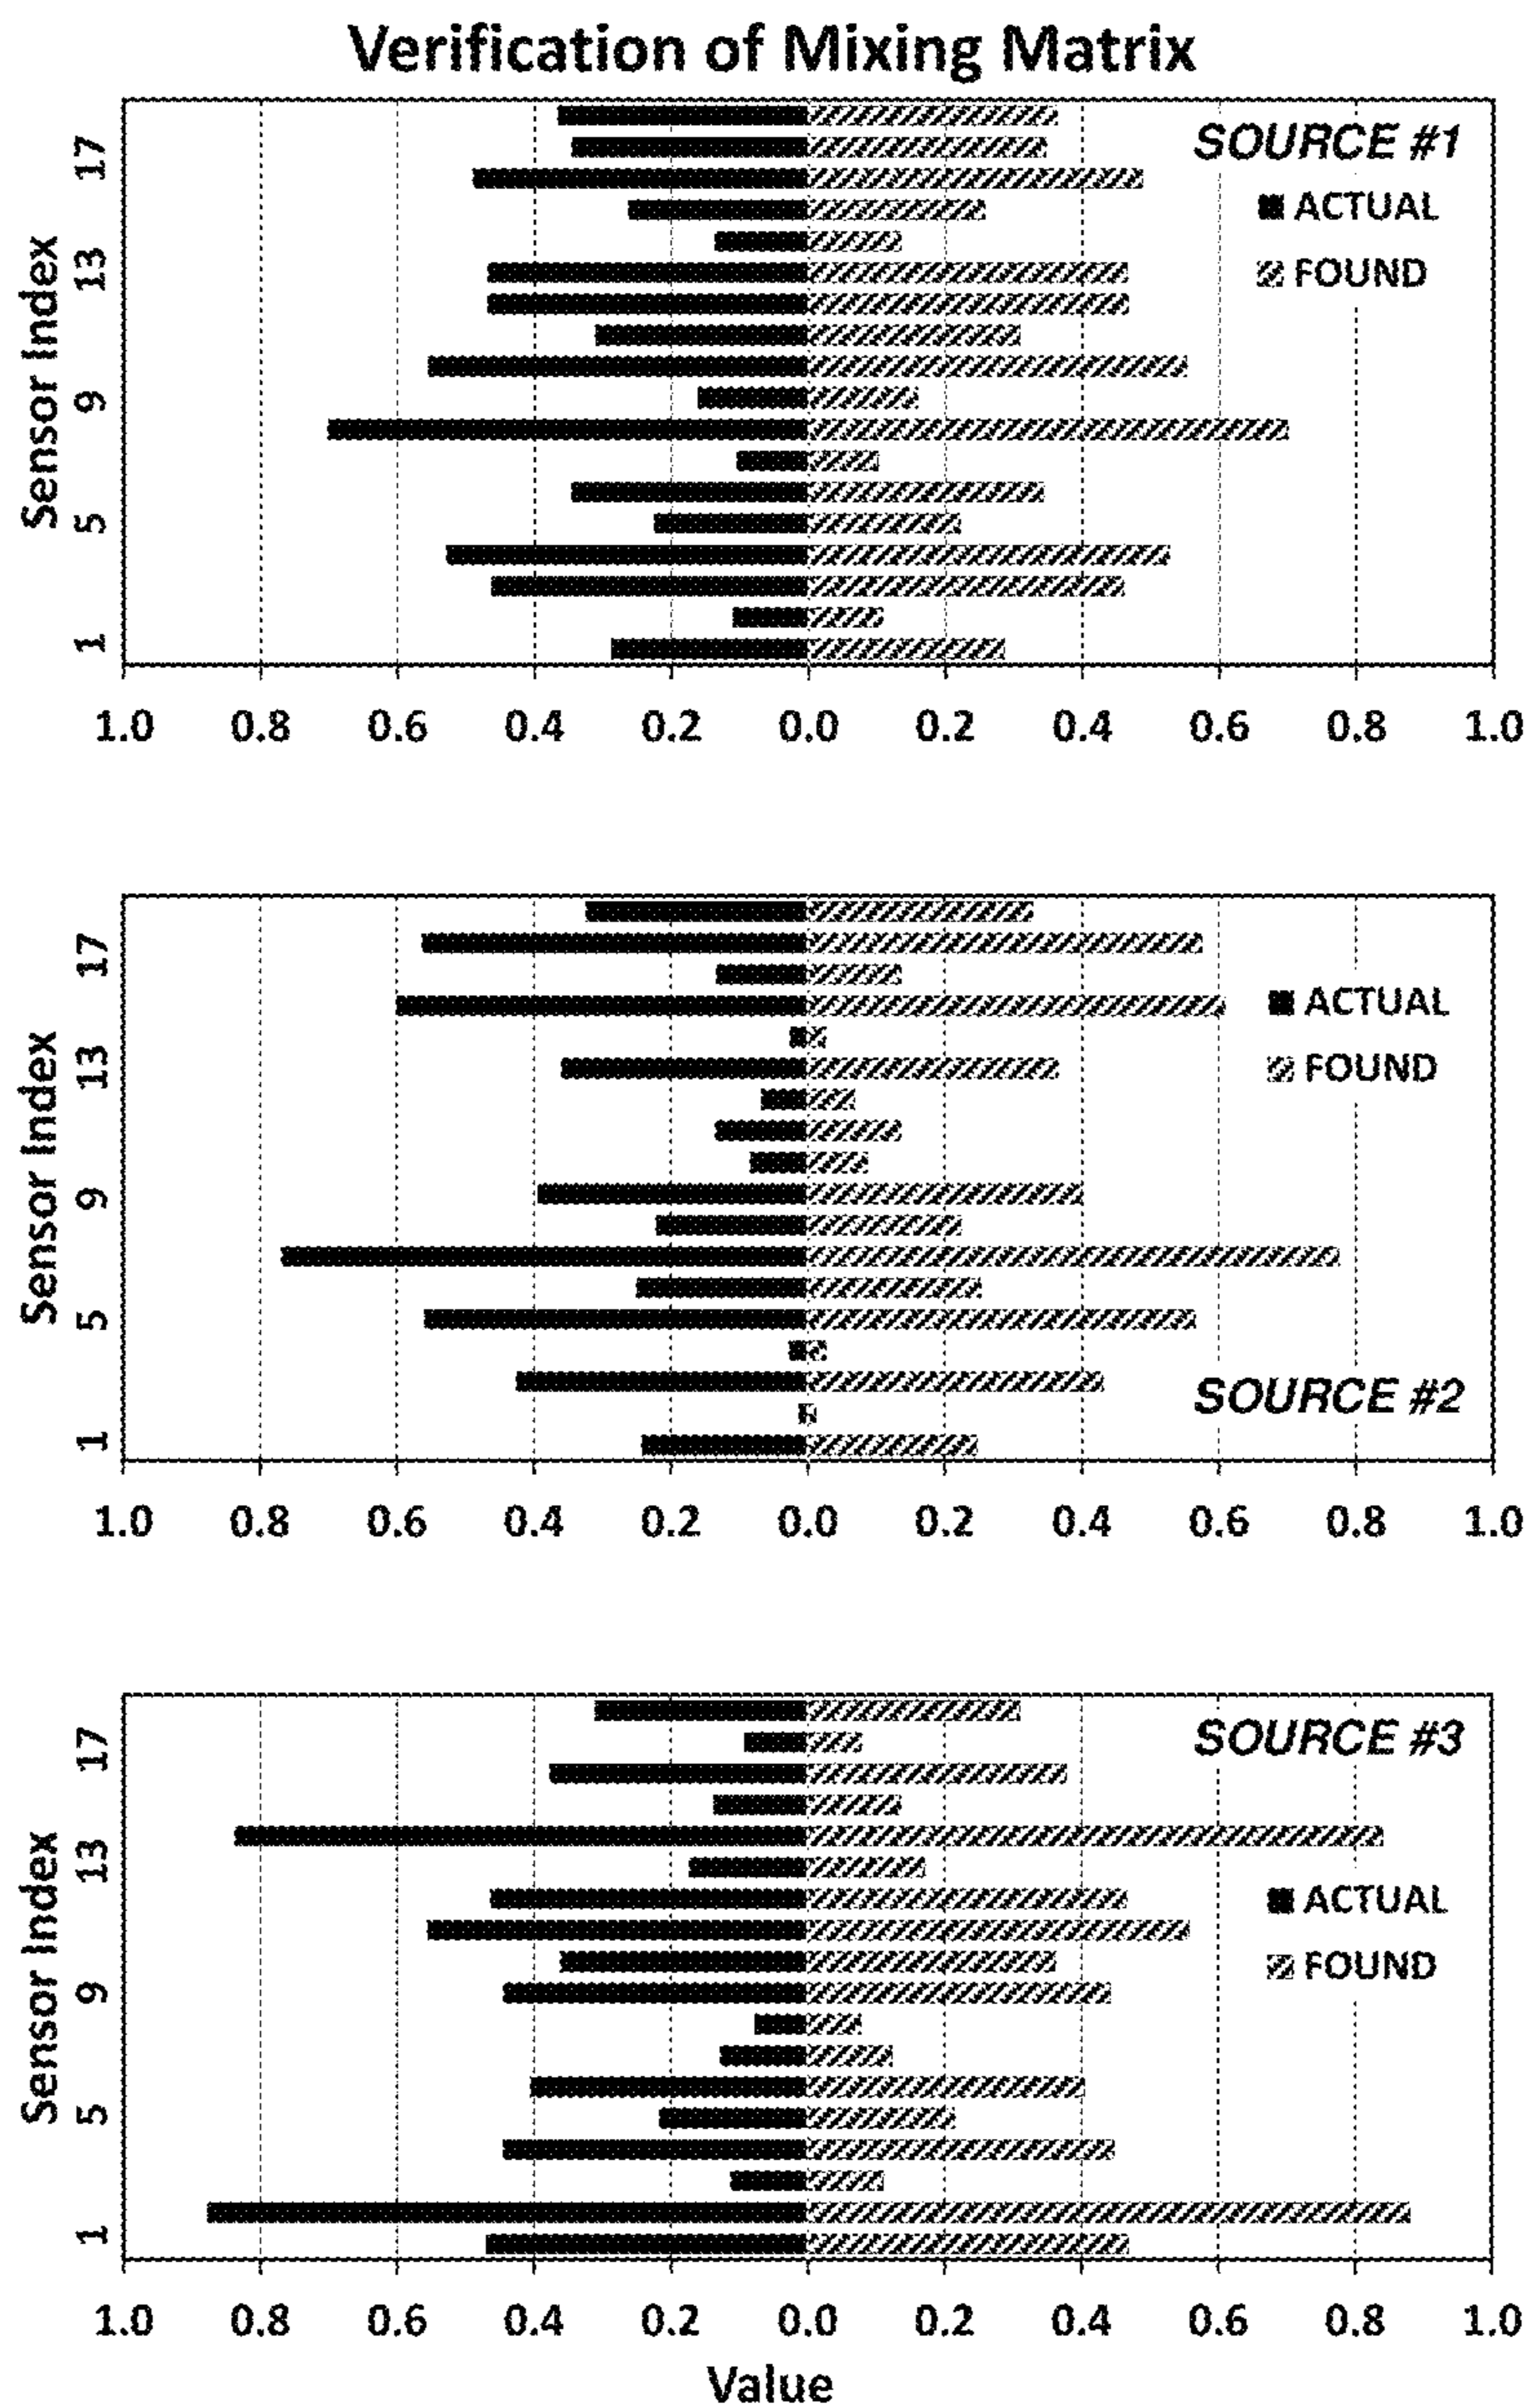 Verification of Mixing Matrix
SOURCE #1
ACTUAL
FOUND
Sensor Index
17
13
9
5
1
1.0 0.8 0.6 0.4 0.2 0.0 0.2 0.4 0.6 0.8 1.0
ACTUAL
FOUND
SOURCE #2
Sensor Index
17
13
9
5
1
1.0 0.8 0.6 0.4 0.2 0.0 0.2 0.4 0.6 0.8 1.0
SOURCE #3
ACTUAL
FOUND
Sensor Index
17
13
9
5
1
1.0 0.8 0.6 0.4 0.2 0.0 0.2 0.4 0.6 0.8 1.0
Value